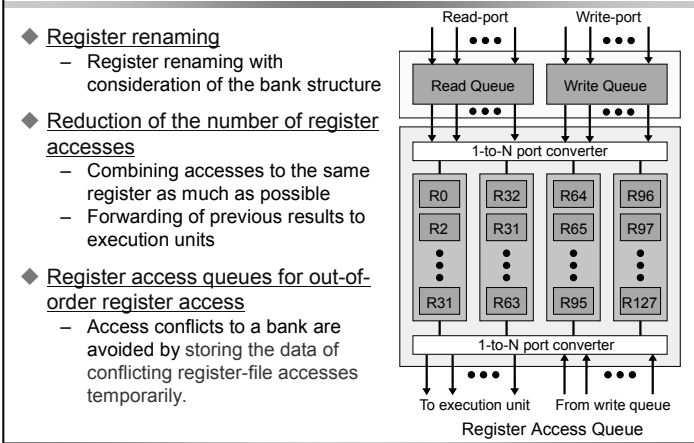 ◆ Register renaming
– Register renaming with
consideration of the bank structure
◆ Reduction of the number of register
accesses
– Combining accesses to the same
register as much as possible
– Forwarding of previous results to
execution units
◆ Register access queues for out-of-
order register access
– Access conflicts to a bank are
avoided by storing the data of
conflicting register-file accesses
temporarily.
Read-port Write-port
Read Queue Write Queue
1-to-N port converter
R0 R32 R64 R96
R2 R31 R65 R97
R31 R63 R95 R127
1-to-N port converter
To execution unit From write queue
Register Access Queue